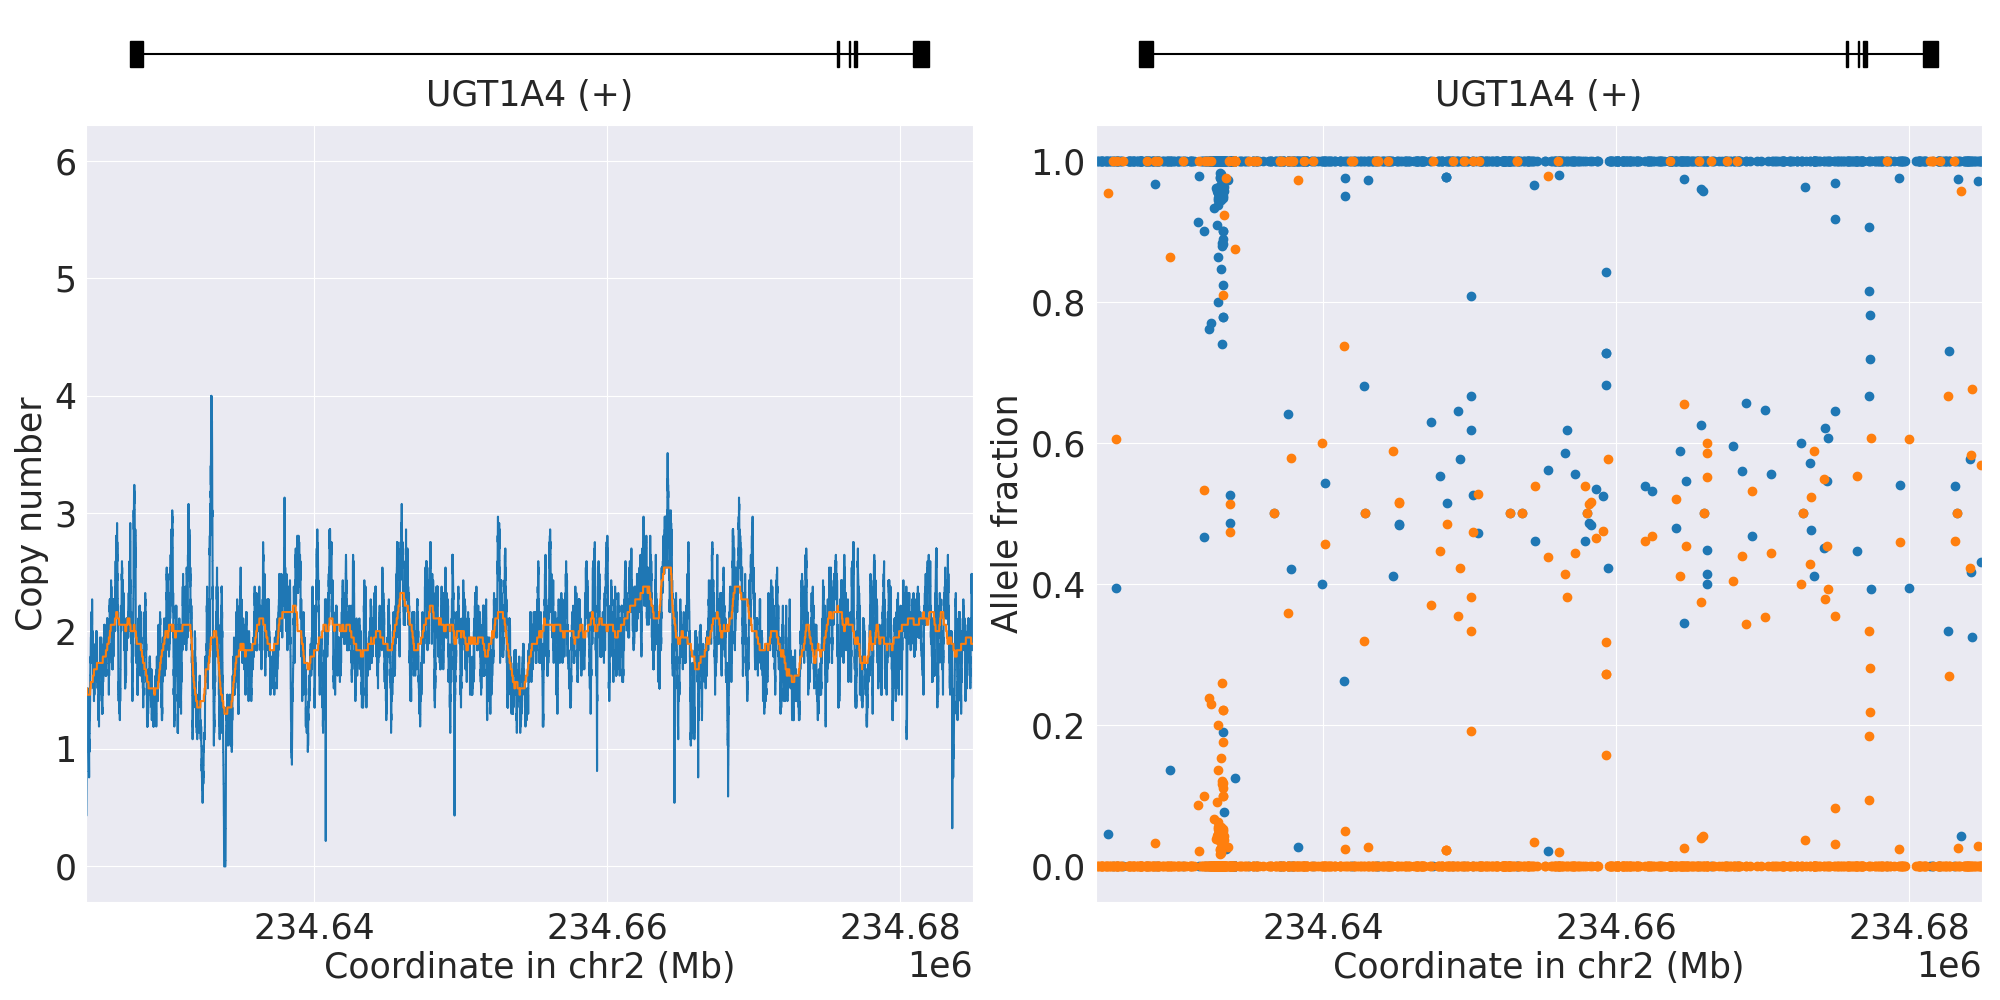 UGT1A4 (+)
6
5
4
3
2
1
0
Copy number
234.64
234.66
234.68
Coordinate in chr2 (Mb)
1e6
UGT1A4 (+)
1.0
0.8
0.6
0.4
0.2
0.0
Allele fraction
234.64
234.66
234.68
Coordinate in chr2 (Mb)
1e6